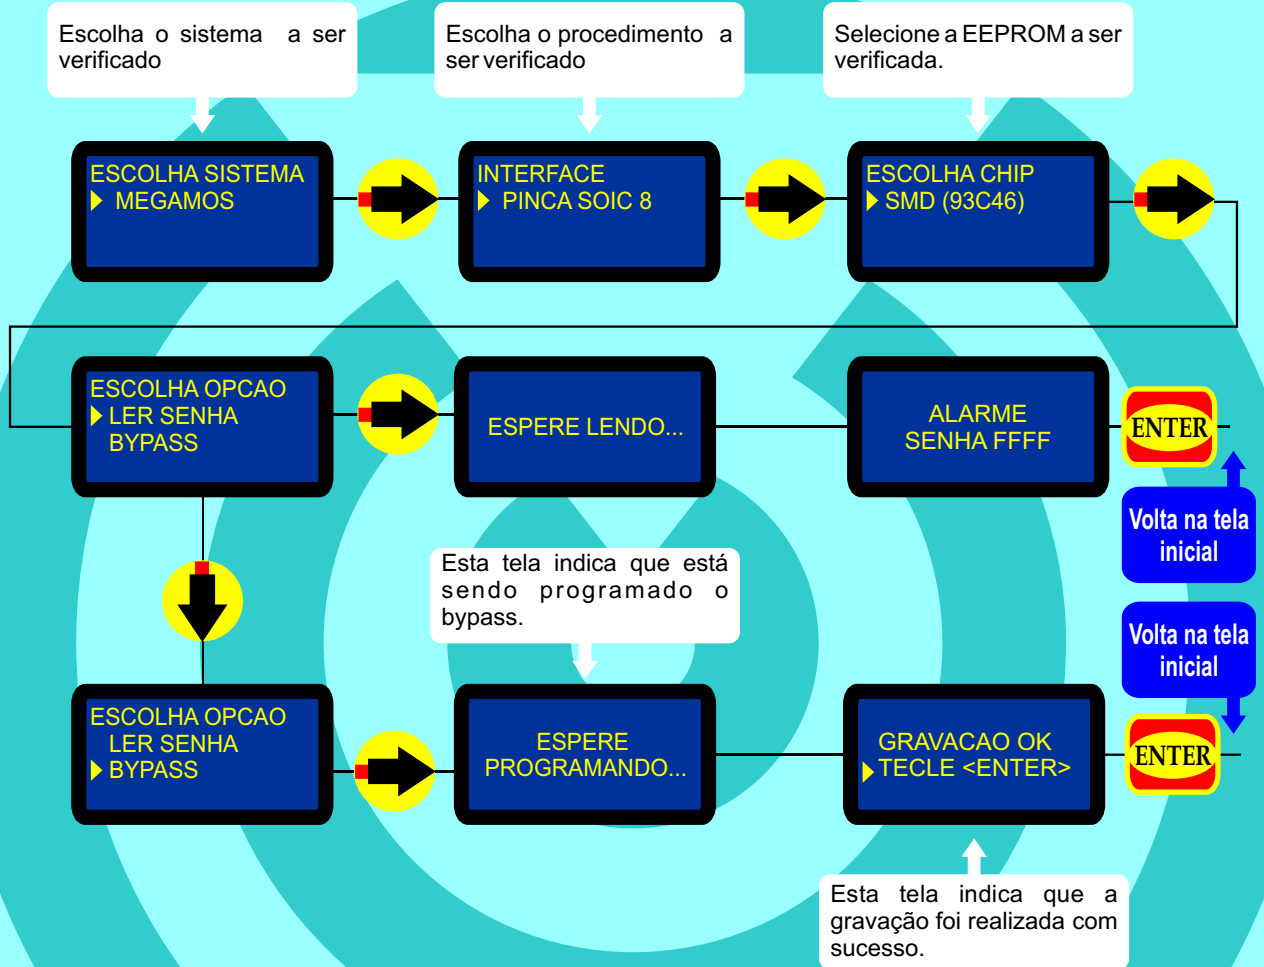 Escolha o sistema a ser
verificado
Escolha o procedimento a
ser verificado
Selecione a EEPROM a ser
verificada.
ESCOLHA SISTEMA
MEGAMOS
INTERFACE
PINCA SOIC 8
ESCOLHA CHIP
SMD (93C46)
ESCOLHA OPCAO
LER SENHA
BYPASS
ESPERE LENDO...
ALARME
SENHA FFFF
ENTER
Volta na tela
inicial
Esta tela indica que está
sendo programado o
bypass.
Volta na tela
inicial
ESCOLHA OPCAO
LER SENHA
BYPASS
ESPERE
PROGRAMANDO...
GRAVACAO OK
TECLE <ENTER>
ENTER
Esta tela indica que a
gravação foi realizada com
sucesso.